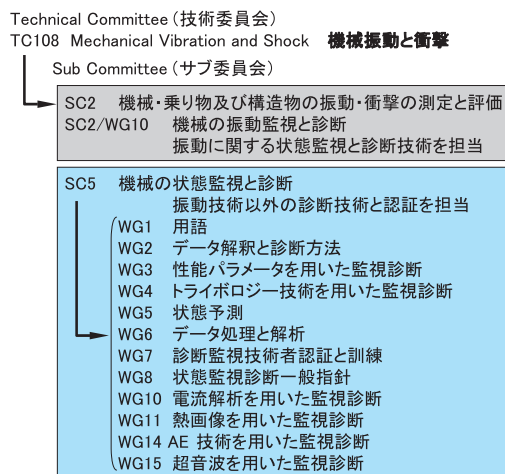 Technical Committee（技術委員会）
TC108 Mechanical Vibration and Shock 機械振動と衝撃
Sub Committee（サブ委員会）
SC2 機械・乗り物及び構造物の振動・衝撃の測定と評価
SC2/WG10 機械の振動監視と診断
振動に関する状態監視と診断技術を担当
SC5 機械の状態監視と診断
振動技術以外の診断技術と認証を担当
WG1 用語
WG2 データ解釈と診断方法
WG3 性能パラメータを用いた監視診断
WG4 トライボロジー技術を用いた監視診断
WG5 状態予測
WG6 データ処理と解析
WG7 診断監視技術者認証と訓練
WG8 状態監視診断一般指針
WG10 電流解析を用いた監視診断
WG11 熱画像を用いた監視診断
WG14 AE 技術を用いた監視診断
WG15 超音波を用いた監視診断